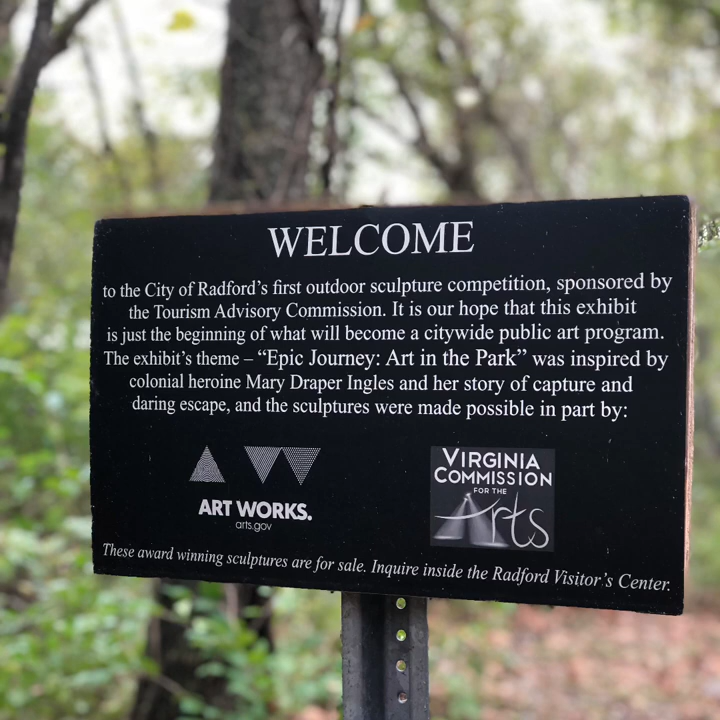 WELCOME
to the City of Radford's first outdoor sculpture competition, sponsored by
the Tourism Advisory Commission. It is our hope that this exhibit
is just the beginning of what will become a citywide public art program.
The exhibit's theme – “Epic Journey: Art in the Park” was inspired by
colonial heroine Mary Draper Ingles and her story of capture and
daring escape, and the sculptures were made possible in part by:
ART WORKS.
arts.gov
VIRGINIA
COMMISSION
FOR THE
Arts
These award winning sculptures are for sale. Inquire inside the Radford Visitor's Center.